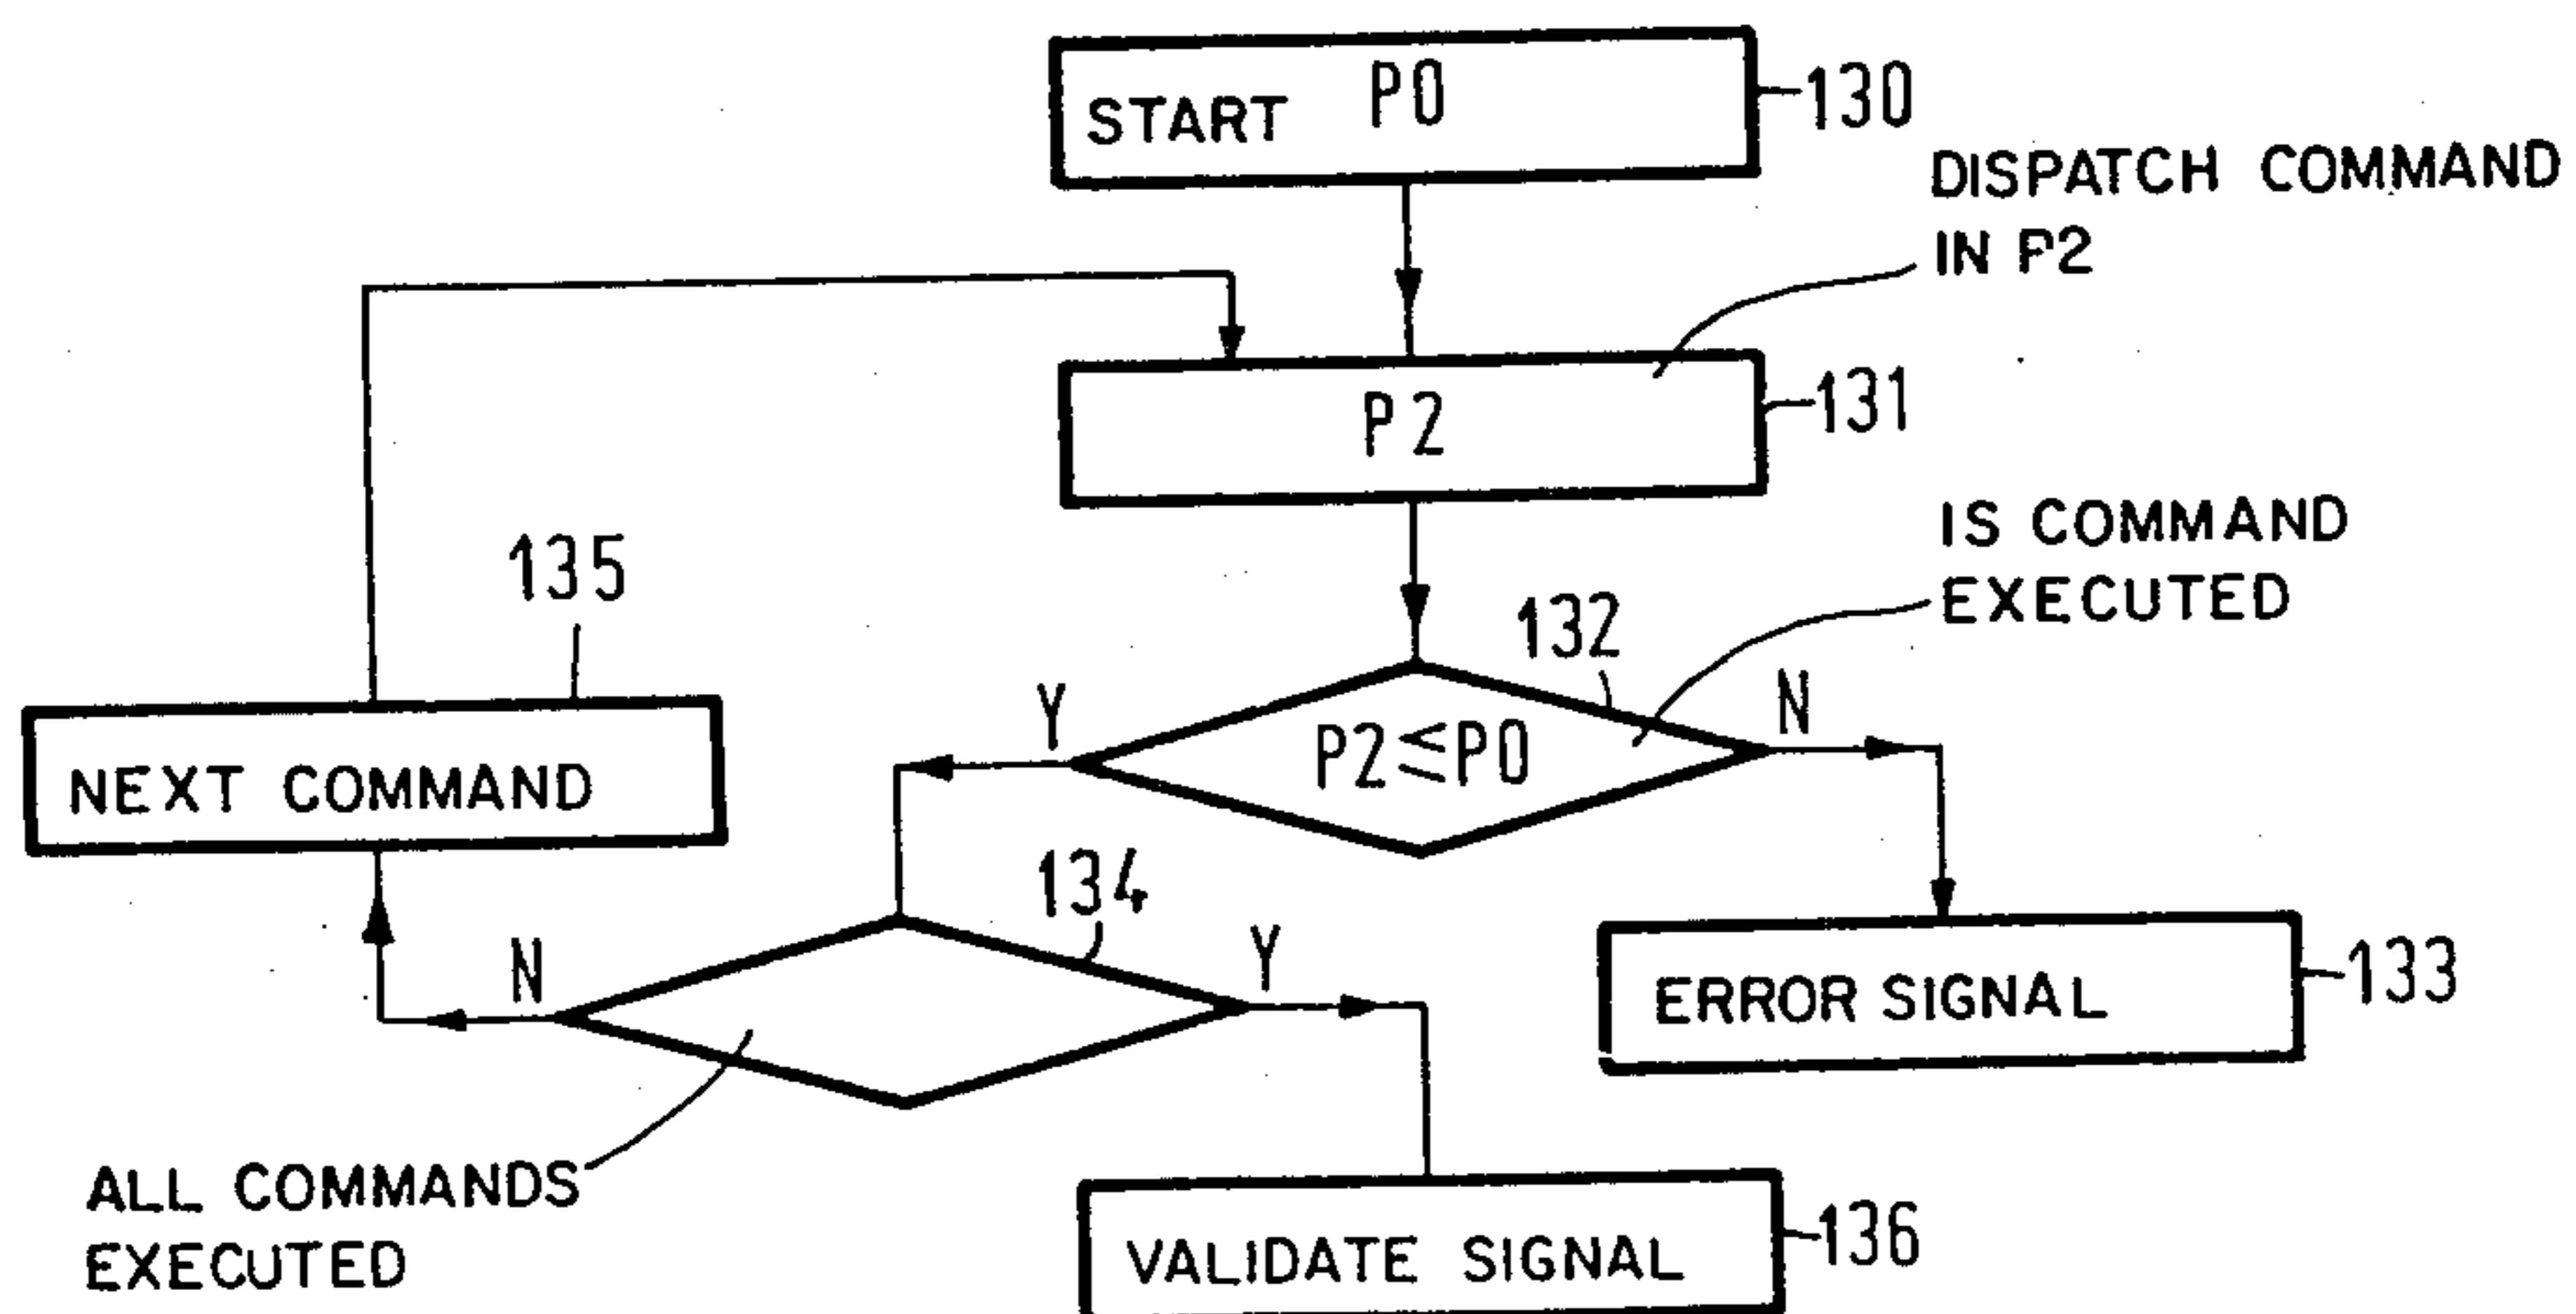 START P0
130
DISPATCH COMMAND
IN P2
P2
131
IS COMMAND
EXECUTED
135
132
Y
N
P2≤P0
NEXT COMMAND
134
N
Y
ERROR SIGNAL
133
ALL COMMANDS
EXECUTED
VALIDATE SIGNAL
136